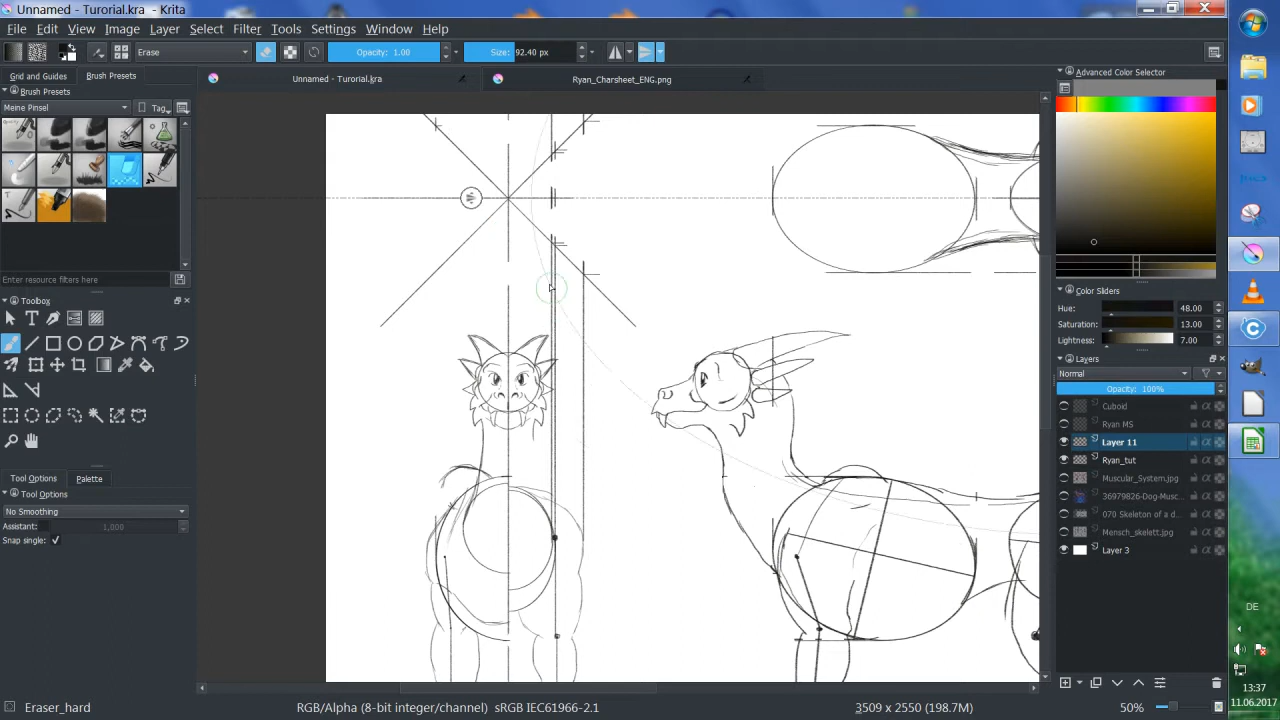 Unnamed - Turorial.kra - Krita
File Edit View Image Layer Select Filter Tools Settings Window Help
Erase Opacity: 1.00 Size: 92.40 px
Grid and Guides Brush Presets Unnamed - Turorial.kra Ryan_Charsheet_ENG.png Advanced Color Selector
Brush Presets
Meine Pinsel Tag
Enter resource filters here
Color Sliders
Toolbox
Hue: 48.00
Saturation: 13.00
Lightness: 7.00
Layers
Normal
Opacity: 100%
Cuboid
Ryan MS
Layer 11
Ryan_tut
Muscular_System.jpg
36979826-Dog-Musc...
070 Skeleton of a d...
Mensch_skelett.jpg
Layer 3
Tool Options Palette
Tool Options
No Smoothing
Assistant: 1,000
Snap single:
DE
13:37
11.06.2017
Eraser_hard RGB/Alpha (8-bit integer/channel) sRGB IEC61966-2.1 3509 x 2550 (198.7M) 50%